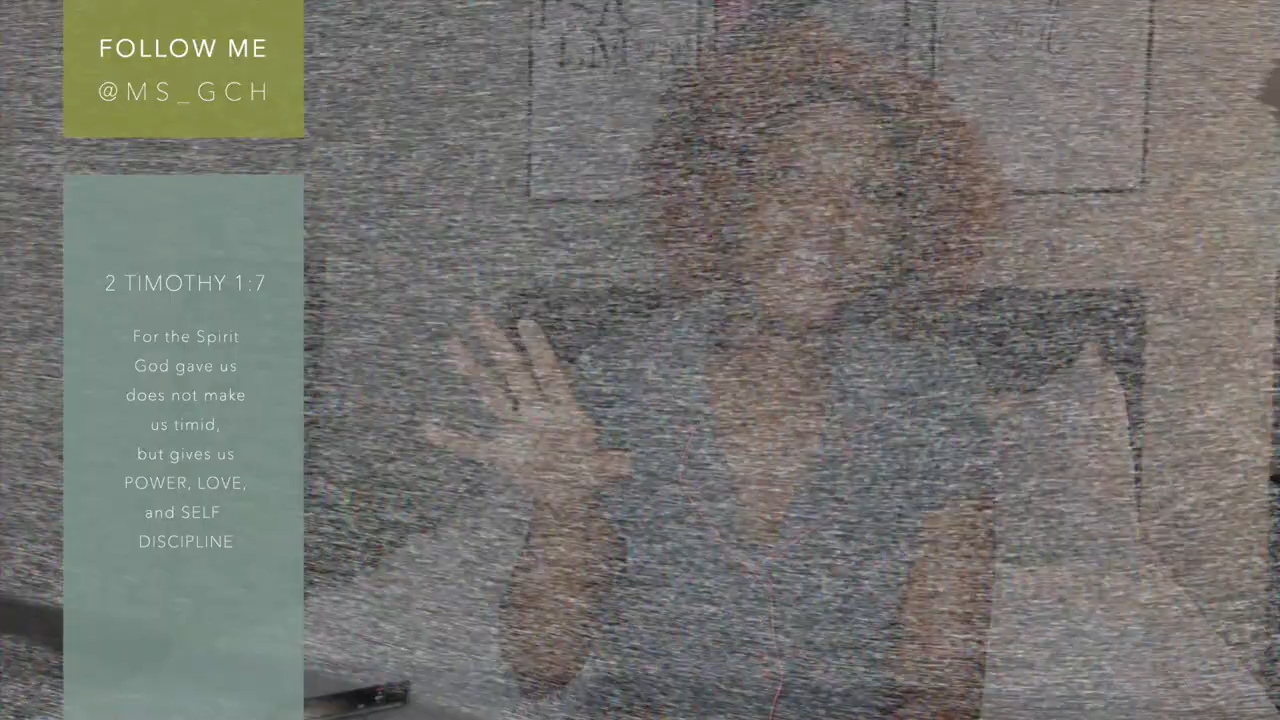 FOLLOW ME
@MS_GCH
2 TIMOTHY 1:7
For the Spirit
God gave us
does not make
us timid,
but gives us
POWER, LOVE,
and SELF
DISCIPLINE